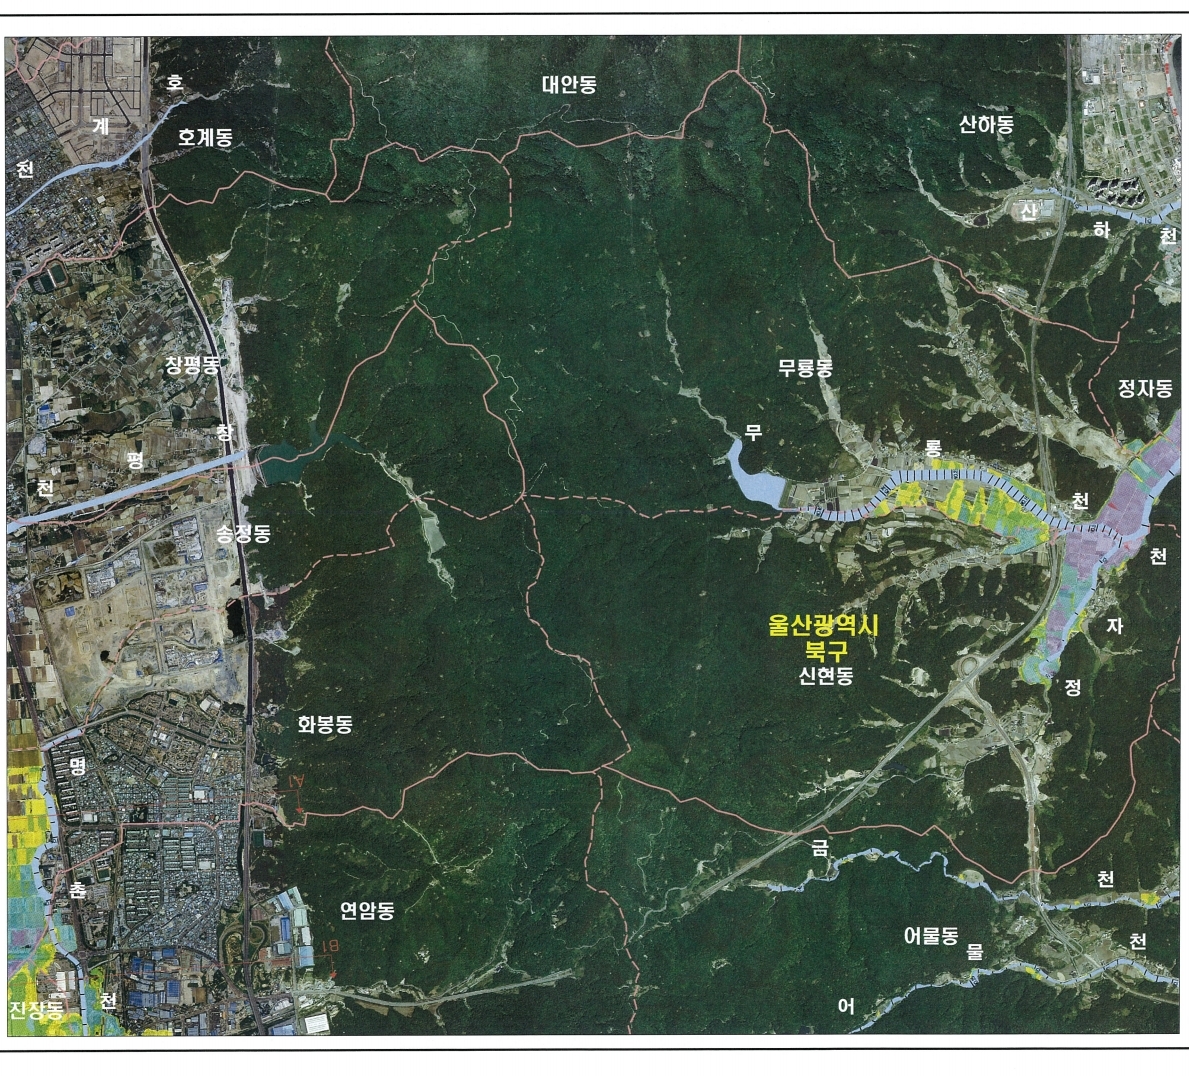 대안동
호
계
천
호계동
산하동
산
하
천
창평동
무룡동
정자동
창
평
천
무
룡
천
송정동
천
자
정
울산광역시
북구
신현동
화봉동
명
촌
천
금
천
연암동
어물동
물
천
어
진장동
B1